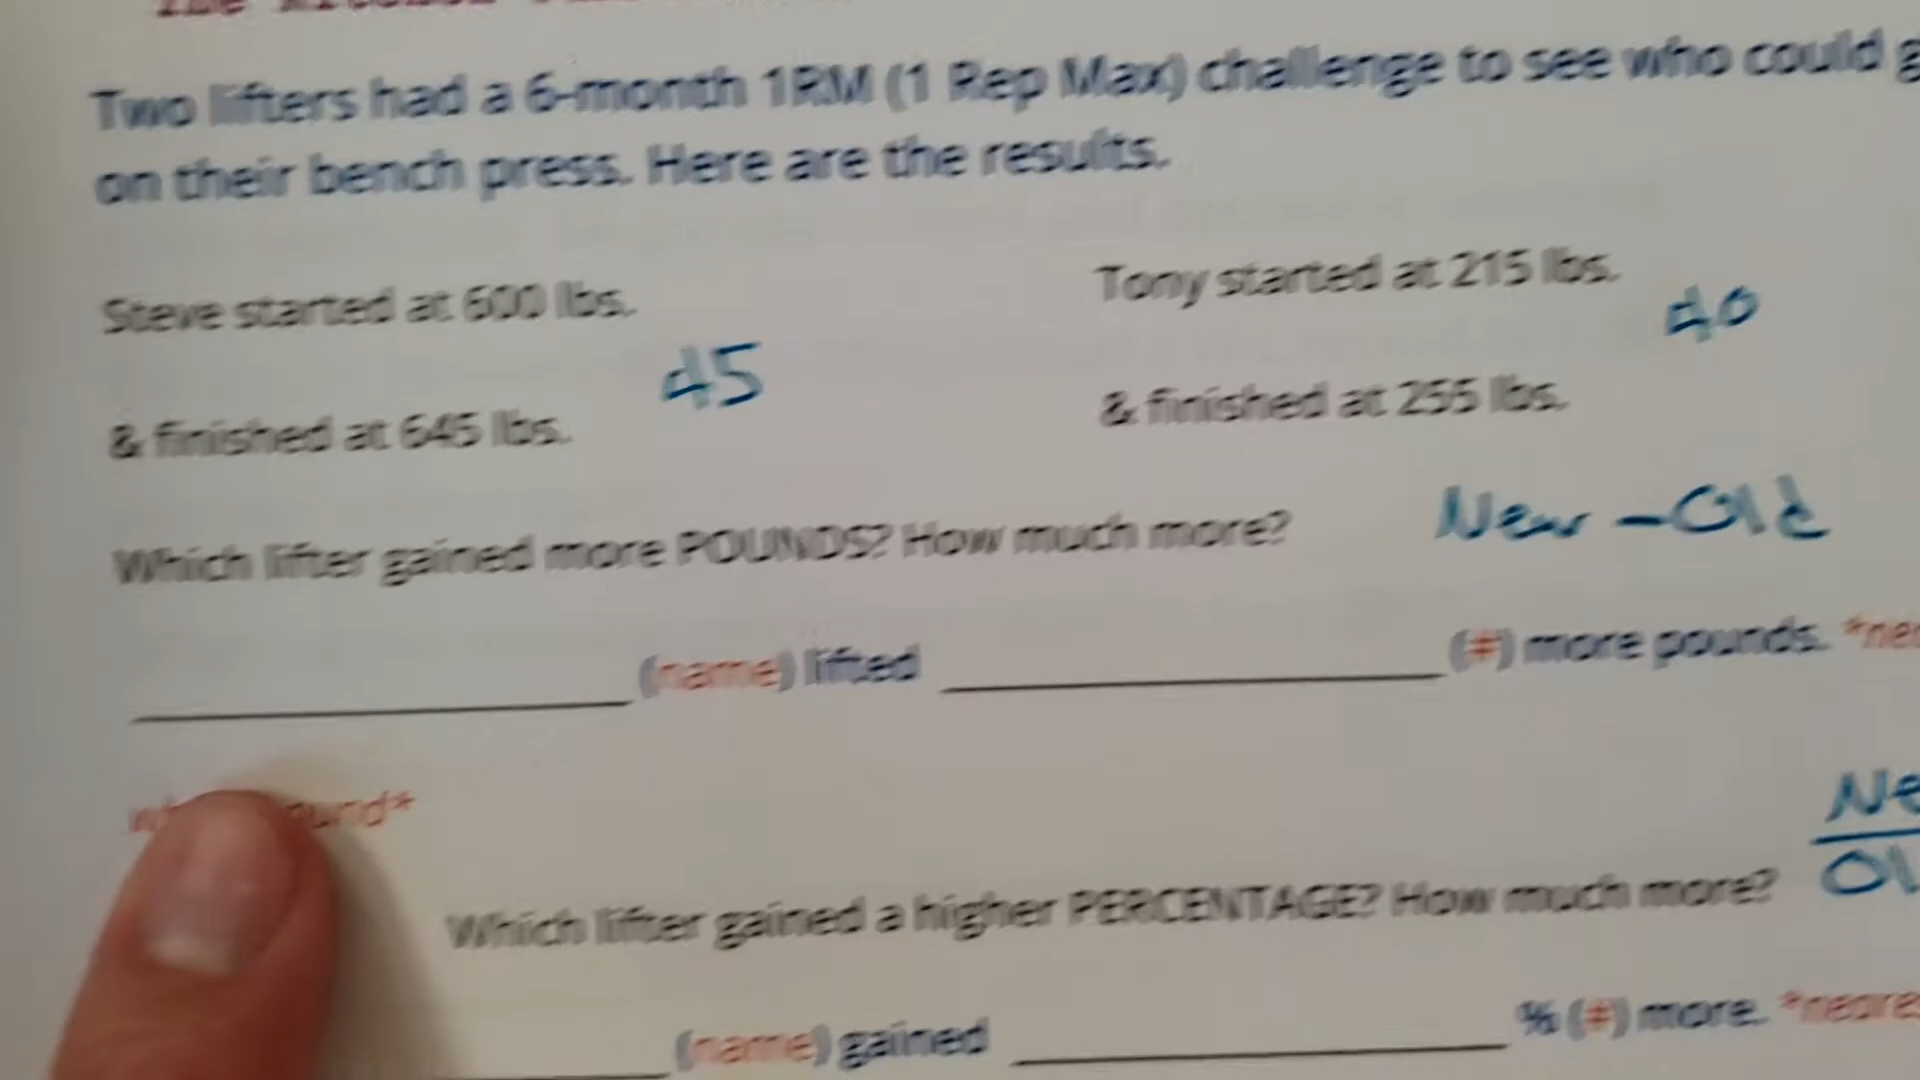 Two lifters had a 6-month 1RM (1 Rep Max) challenge to see who could
on their bench press. Here are the results.
Steve started at 600 lbs.
Tony started at 215 lbs.
40
45
& finished at 645 lbs.
& finished at 255 lbs.
New - Old
Which lifter gained more POUNDS? How much more?
(name) lifted (#) more pounds.
Which lifter gained a higher PERCENTAGE? How much more?
(name) gained % (#) more.